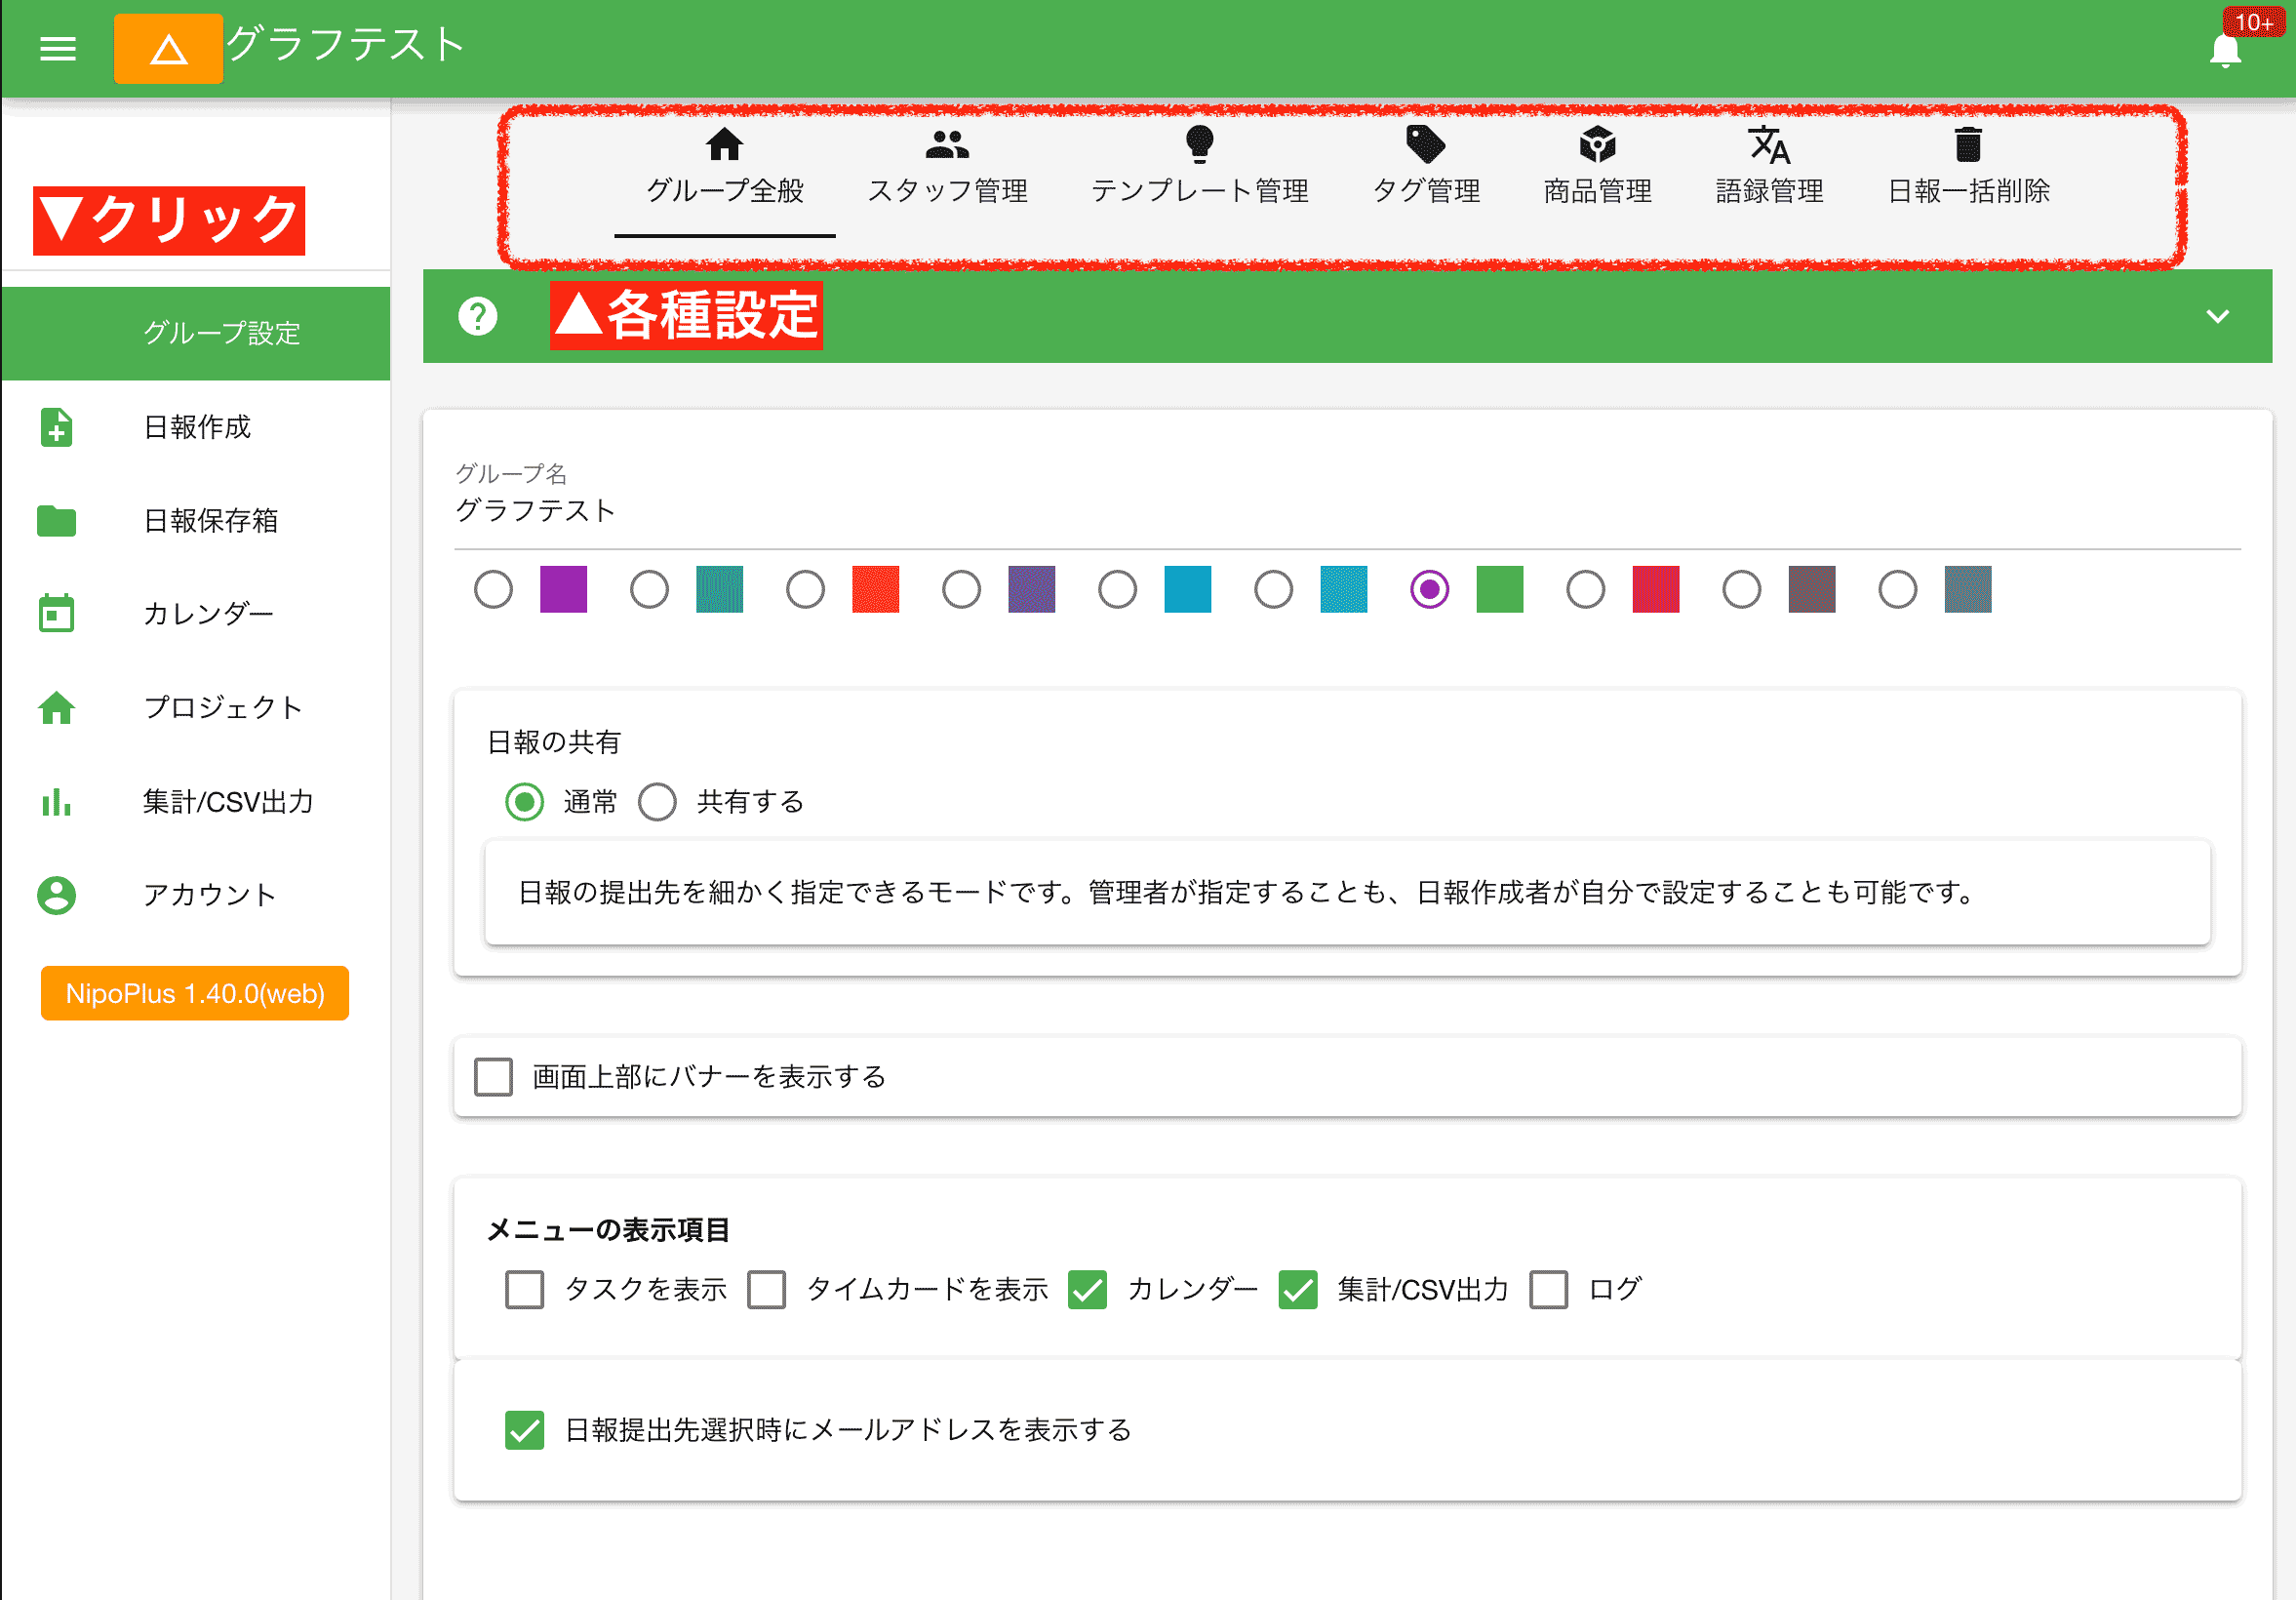 グラフテスト
10+
▼クリック
グループ設定
日報作成
日報保存箱
カレンダー
プロジェクト
集計/CSV出力
アカウント
NipoPlus 1.40.0(web)
グループ全般 スタッフ管理 テンプレート管理 タグ管理 商品管理 語録管理 日報一括削除
▲各種設定
グループ名
グラフテスト
日報の共有
通常 共有する
日報の提出先を細かく指定できるモードです。管理者が指定することも、日報作成者が自分で設定することも可能です。
画面上部にバナーを表示する
メニューの表示項目
タスクを表示 タイムカードを表示 カレンダー 集計/CSV出力 ログ
日報提出先選択時にメールアドレスを表示する